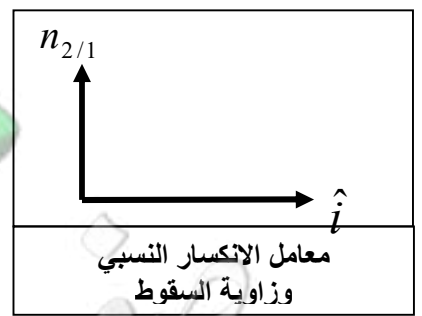 n₂/₁
î
معامل الانكسار النسبي
وزاوية السقوط